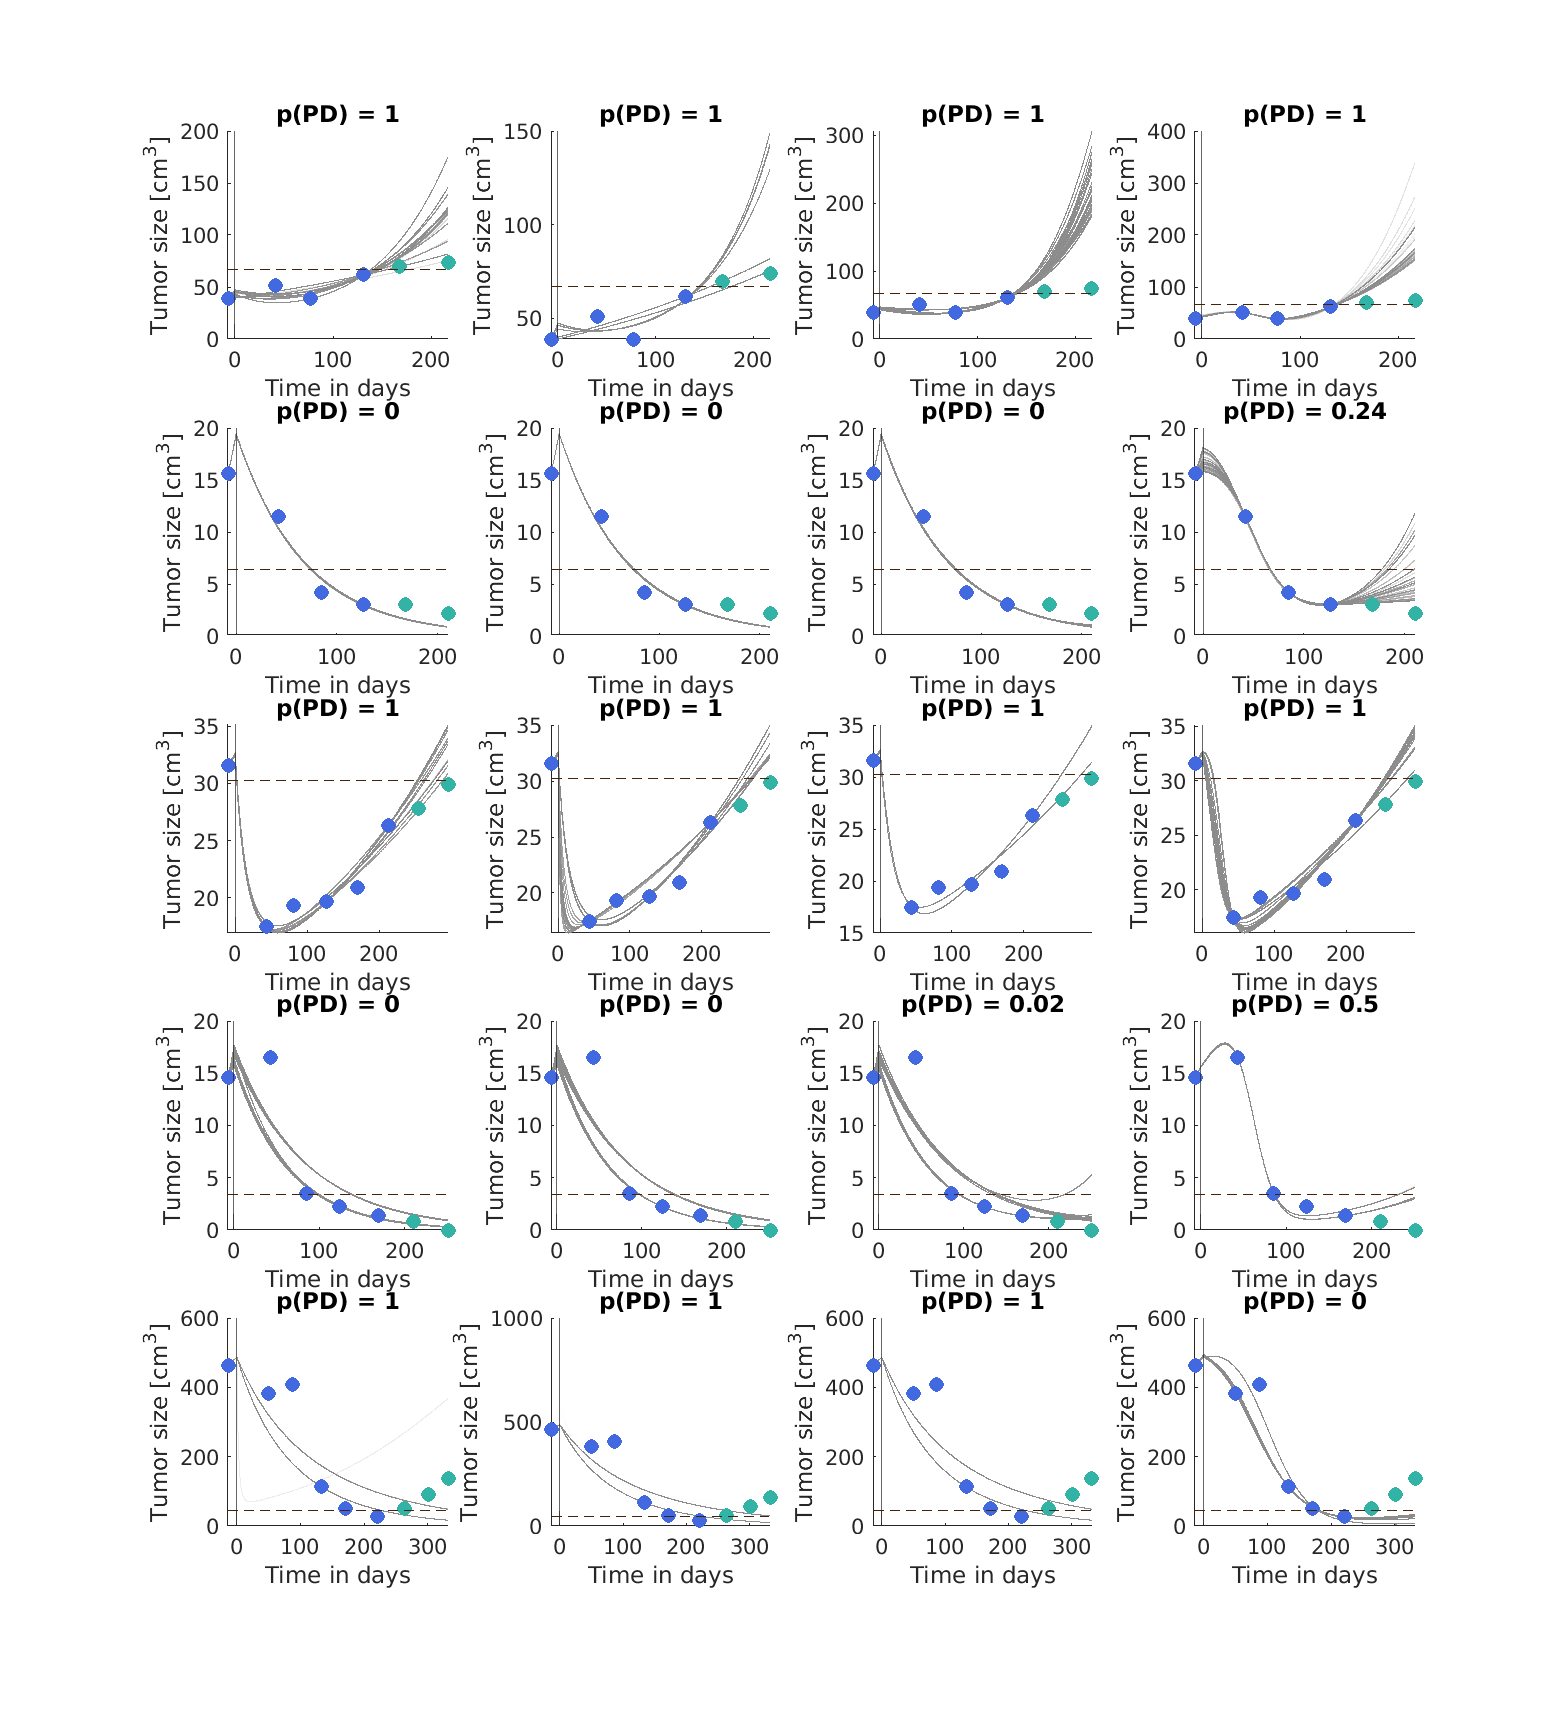 p(PD) = 1 p(PD) = 1 p(PD) = 1 p(PD) = 1
Tumor size [cm³] 200 150 100 50 0
0 100 200
Time in days
Tumor size [cm³] 150 100 50
0 100 200
Time in days
Tumor size [cm³] 300 200 100 0
0 100 200
Time in days
Tumor size [cm³] 400 300 200 100 0
0 100 200
Time in days
p(PD) = 0 p(PD) = 0 p(PD) = 0 p(PD) = 0.24
Tumor size [cm³] 20 15 10 5 0
0 100 200
Time in days
Tumor size [cm³] 20 15 10 5 0
0 100 200
Time in days
Tumor size [cm³] 20 15 10 5 0
0 100 200
Time in days
Tumor size [cm³] 20 15 10 5 0
0 100 200
Time in days
p(PD) = 1 p(PD) = 1 p(PD) = 1 p(PD) = 1
Tumor size [cm³] 35 30 25 20
0 100 200
Time in days
Tumor size [cm³] 35 30 25 20
0 100 200
Time in days
Tumor size [cm³] 35 30 25 20 15
0 100 200
Time in days
Tumor size [cm³] 35 30 25 20
0 100 200
Time in days
p(PD) = 0 p(PD) = 0 p(PD) = 0.02 p(PD) = 0.5
Tumor size [cm³] 20 15 10 5 0
0 100 200
Time in days
Tumor size [cm³] 20 15 10 5 0
0 100 200
Time in days
Tumor size [cm³] 20 15 10 5 0
0 100 200
Time in days
Tumor size [cm³] 20 15 10 5 0
0 100 200
Time in days
p(PD) = 1 p(PD) = 1 p(PD) = 1 p(PD) = 0
Tumor size [cm³] 600 400 200 0
0 100 200 300
Time in days
Tumor size [cm³] 1000 500 0
0 100 200 300
Time in days
Tumor size [cm³] 600 400 200 0
0 100 200 300
Time in days
Tumor size [cm³] 600 400 200 0
0 100 200 300
Time in days